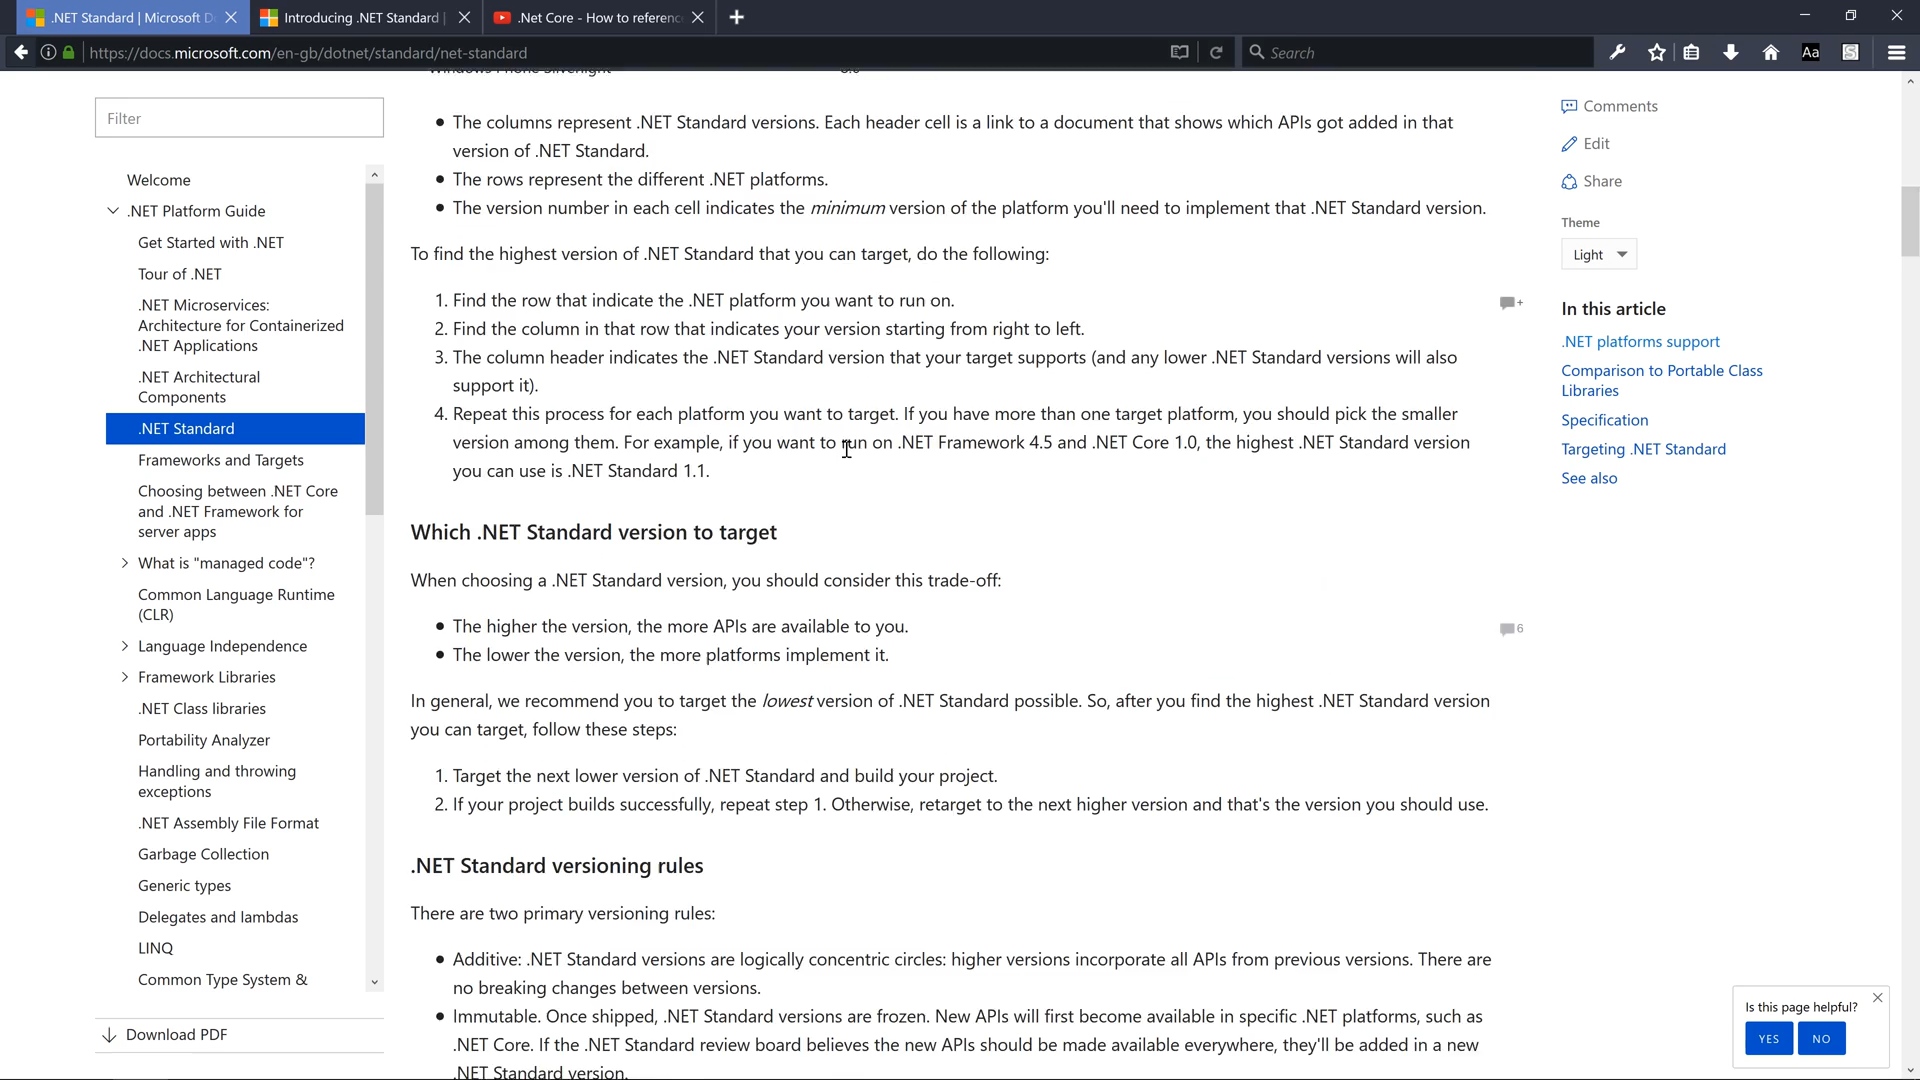 .NET Standard | Microsoft D
Introducing .NET Standard |
.Net Core - How to referenc
https://docs.microsoft.com/en-gb/dotnet/standard/net-standard
Search
Aa
Filter
Welcome
.NET Platform Guide
Get Started with .NET
Tour of .NET
.NET Microservices:
Architecture for Containerized
.NET Applications
.NET Architectural
Components
.NET Standard
Frameworks and Targets
Choosing between .NET Core
and .NET Framework for
server apps
What is "managed code"?
Common Language Runtime
(CLR)
Language Independence
Framework Libraries
.NET Class libraries
Portability Analyzer
Handling and throwing
exceptions
.NET Assembly File Format
Garbage Collection
Generic types
Delegates and lambdas
LINQ
Common Type System &
Download PDF
Windows Phone Silverlight 8.0
• The columns represent .NET Standard versions. Each header cell is a link to a document that shows which APIs got added in that
version of .NET Standard.
• The rows represent the different .NET platforms.
• The version number in each cell indicates the minimum version of the platform you'll need to implement that .NET Standard version.
To find the highest version of .NET Standard that you can target, do the following:
1. Find the row that indicate the .NET platform you want to run on.
2. Find the column in that row that indicates your version starting from right to left.
3. The column header indicates the .NET Standard version that your target supports (and any lower .NET Standard versions will also
support it).
4. Repeat this process for each platform you want to target. If you have more than one target platform, you should pick the smaller
version among them. For example, if you want to run on .NET Framework 4.5 and .NET Core 1.0, the highest .NET Standard version
you can use is .NET Standard 1.1.
+
Which .NET Standard version to target
When choosing a .NET Standard version, you should consider this trade-off:
• The higher the version, the more APIs are available to you.
• The lower the version, the more platforms implement it.
6
In general, we recommend you to target the lowest version of .NET Standard possible. So, after you find the highest .NET Standard version
you can target, follow these steps:
1. Target the next lower version of .NET Standard and build your project.
2. If your project builds successfully, repeat step 1. Otherwise, retarget to the next higher version and that's the version you should use.
.NET Standard versioning rules
There are two primary versioning rules:
• Additive: .NET Standard versions are logically concentric circles: higher versions incorporate all APIs from previous versions. There are
no breaking changes between versions.
• Immutable. Once shipped, .NET Standard versions are frozen. New APIs will first become available in specific .NET platforms, such as
.NET Core. If the .NET Standard review board believes the new APIs should be made available everywhere, they'll be added in a new
.NET Standard version.
Comments
Edit
Share
Theme
Light
In this article
.NET platforms support
Comparison to Portable Class
Libraries
Specification
Targeting .NET Standard
See also
Is this page helpful?
YES NO